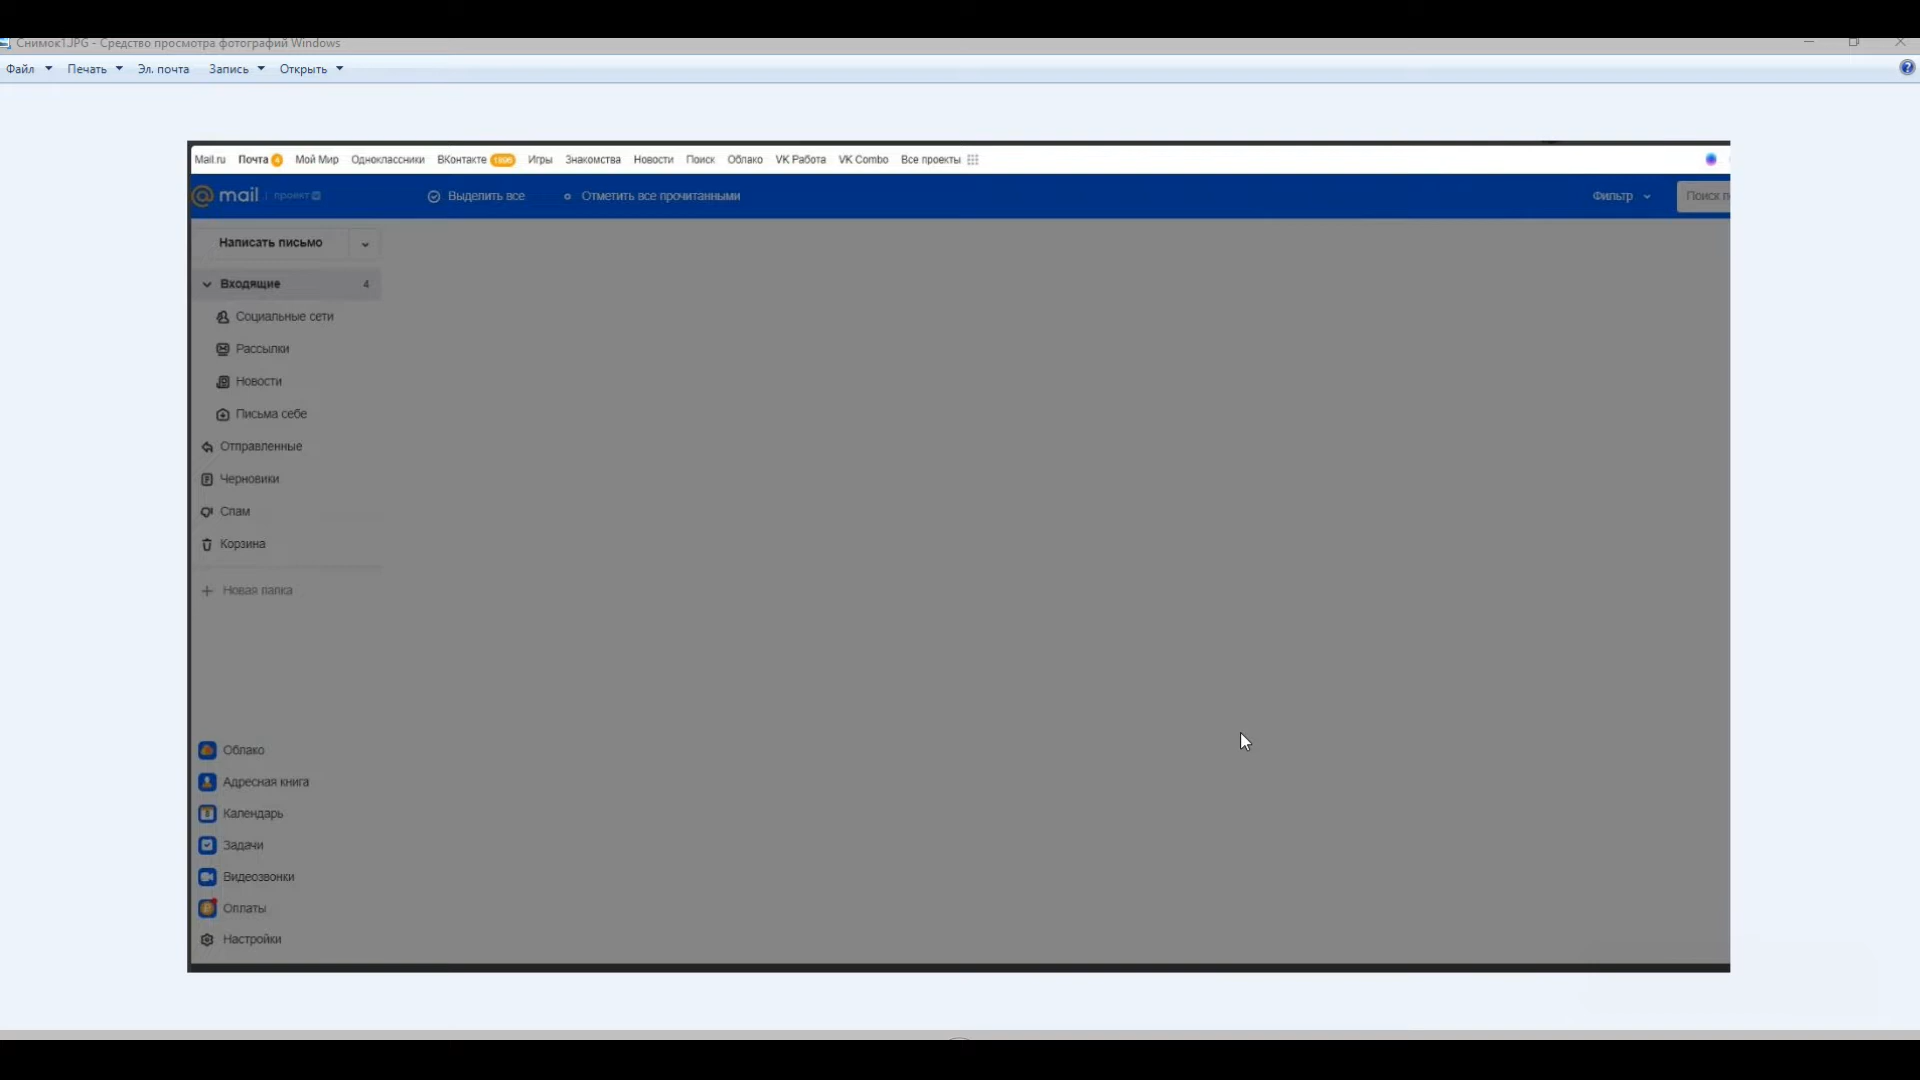 Снимок1.JPG - Средство просмотра фотографий Windows
Файл Печать Эл. почта Запись Открыть
Mail.ru Почта 4 Мой Мир Одноклассники ВКонтакте Игры Знакомства Новости Поиск Облако VK Работа VK Combo Все проекты
@mail проект Выделить все Отметить все прочитанными Фильтр Поиск
Написать письмо
Входящие 4
Социальные сети
Рассылки
Новости
Письма себе
Отправленные
Черновики
Спам
Корзина
Новая папка
Облако
Адресная книга
Календарь
Задачи
Видеозвонки
Оплаты
Настройки